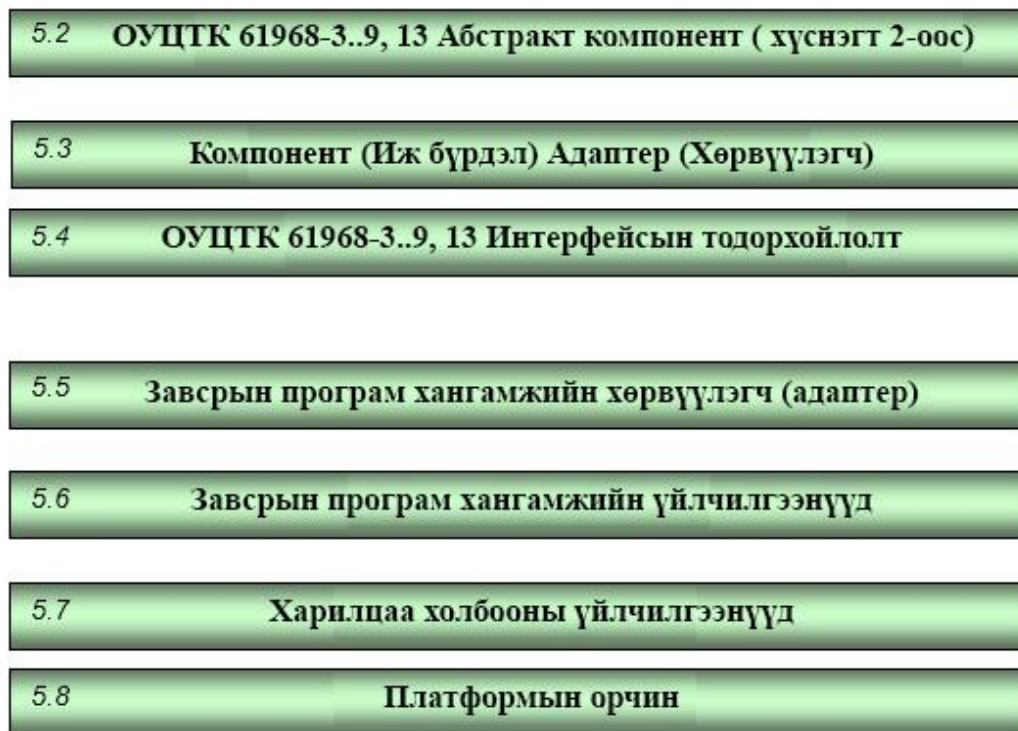 5.2 ОУЦТК 61968-3..9, 13 Абстракт компонент ( хүснэгт 2-оос)
5.3 Компонент (Иж бүрдэл) Адаптер (Хөрвүүлэгч)
5.4 ОУЦТК 61968-3..9, 13 Интерфейсын тодорхойлолт
5.5 Завсрын програм хангамжийн хөрвүүлэгч (адаптер)
5.6 Завсрын програм хангамжийн үйлчилгээнүүд
5.7 Харилцаа холбооны үйлчилгээнүүд
5.8 Платформын орчин